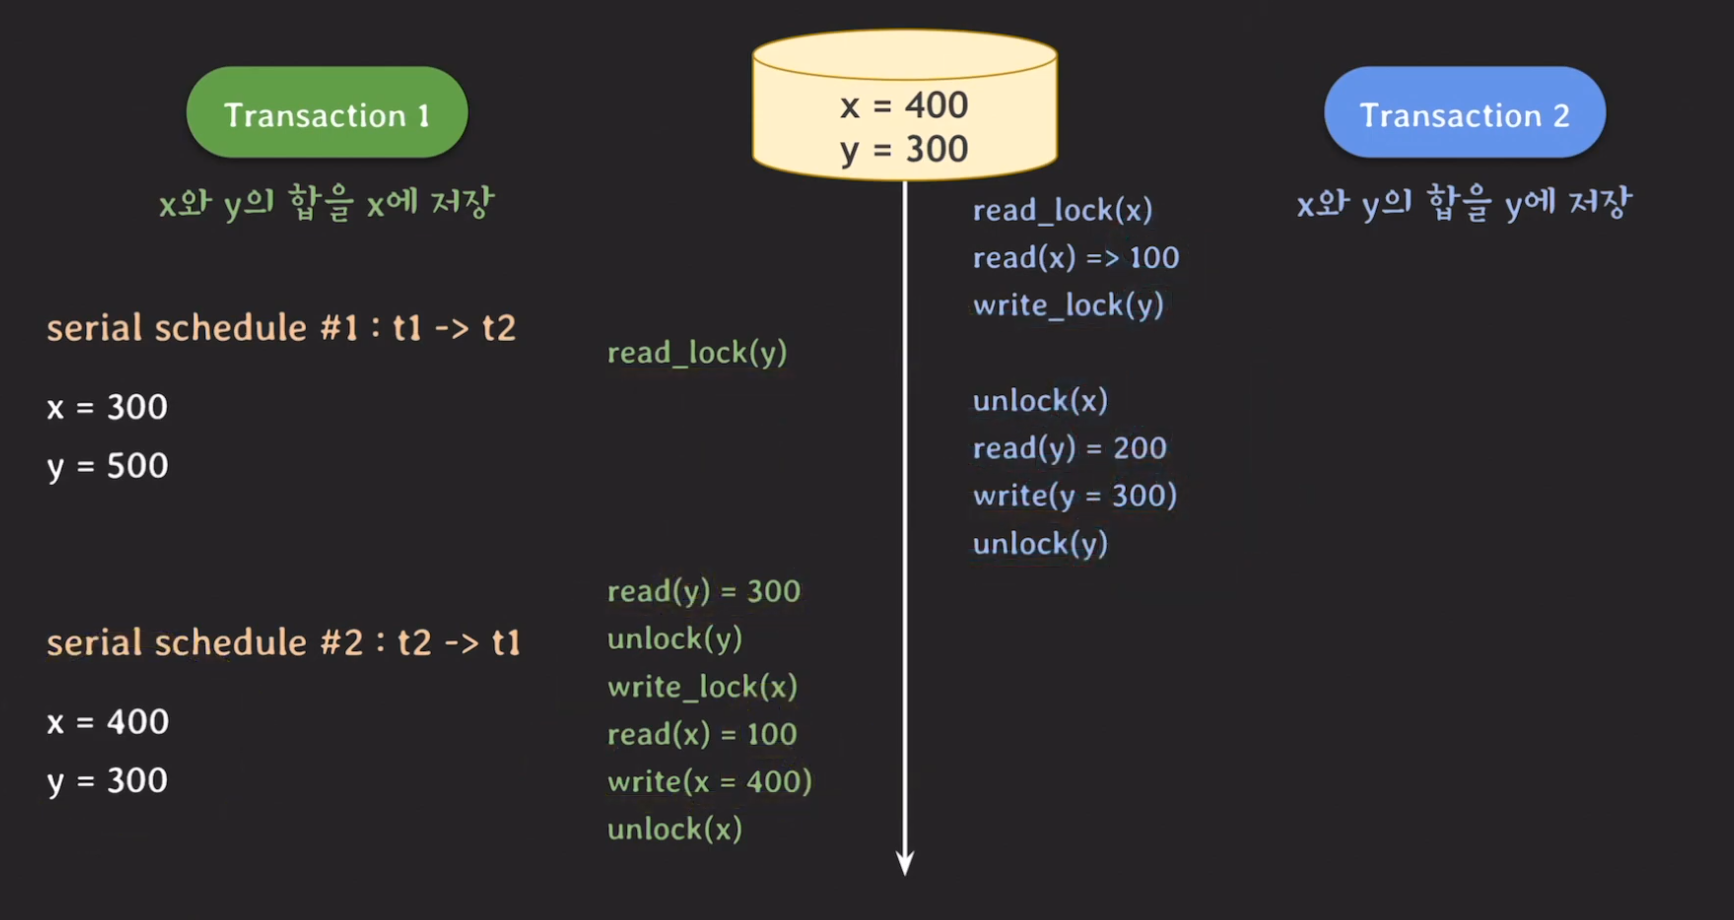 Transaction 1
x와 y의 합을 x에 저장
x = 400
y = 300
Transaction 2
x와 y의 합을 y에 저장
serial schedule #1 : t1 -> t2
x = 300
y = 500
serial schedule #2 : t2 -> t1
x = 400
y = 300
read_lock(x)
read(x) => 100
write_lock(y)
read_lock(y)
unlock(x)
read(y) = 200
write(y = 300)
unlock(y)
read(y) = 300
unlock(y)
write_lock(x)
read(x) = 100
write(x = 400)
unlock(x)